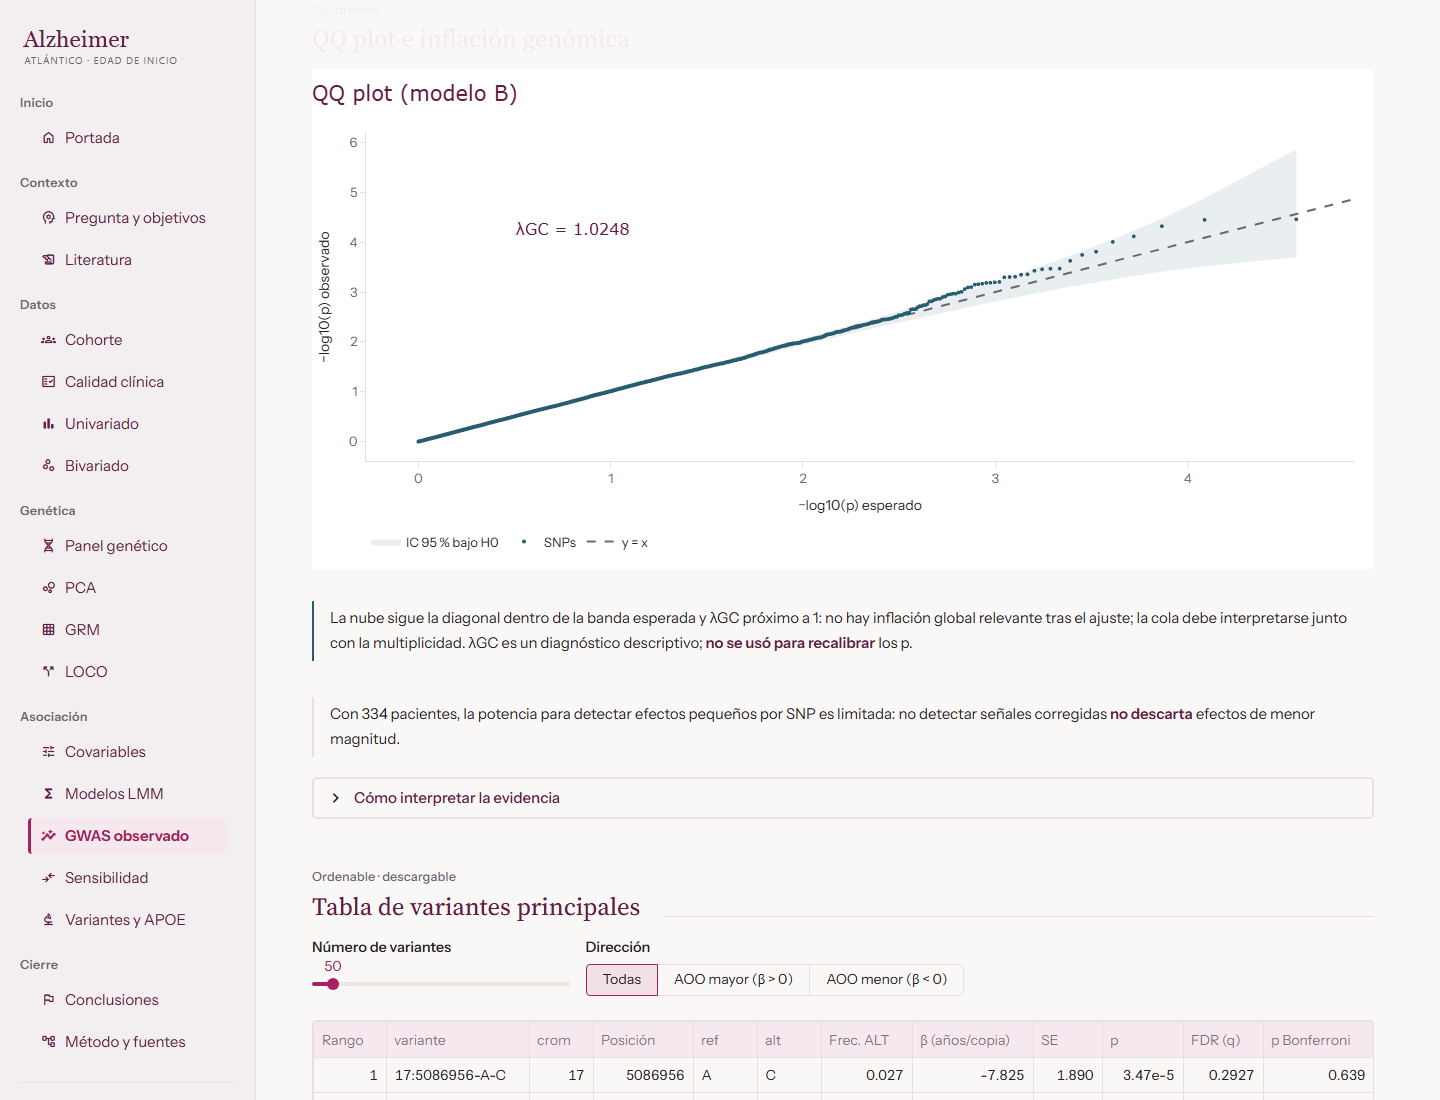 Alzheimer
ATLÁNTICO · EDAD DE INICIO
Inicio
Portada
Contexto
Pregunta y objetivos
Literatura
Datos
Cohorte
Calidad clínica
Univariado
Bivariado
Genética
Panel genético
PCA
GRM
LOCO
Asociación
Covariables
Modelos LMM
GWAS observado
Sensibilidad
Variantes y APOE
Cierre
Conclusiones
Método y fuentes
Calibración
QQ plot e inflación genómica
QQ plot (modelo B)
6
5
4
3
2
1
0
−log10(p) observado
λGC = 1.0248
0 1 2 3 4
−log10(p) esperado
IC 95 % bajo H0 SNPs y = x
La nube sigue la diagonal dentro de la banda esperada y λGC próximo a 1: no hay inflación global relevante tras el ajuste; la cola debe interpretarse junto
con la multiplicidad. λGC es un diagnóstico descriptivo; no se usó para recalibrar los p.
Con 334 pacientes, la potencia para detectar efectos pequeños por SNP es limitada: no detectar señales corregidas no descarta efectos de menor
magnitud.
Cómo interpretar la evidencia
Ordenable · descargable
Tabla de variantes principales
Número de variantes
50
Dirección
Todas AOO mayor (β > 0) AOO menor (β < 0)
Rango variante crom Posición ref alt Frec. ALT β (años/copia) SE p FDR (q) p Bonferroni
1 17:5086956-A-C 17 5086956 A C 0.027 -7.825 1.890 3.47e-5 0.2927 0.639